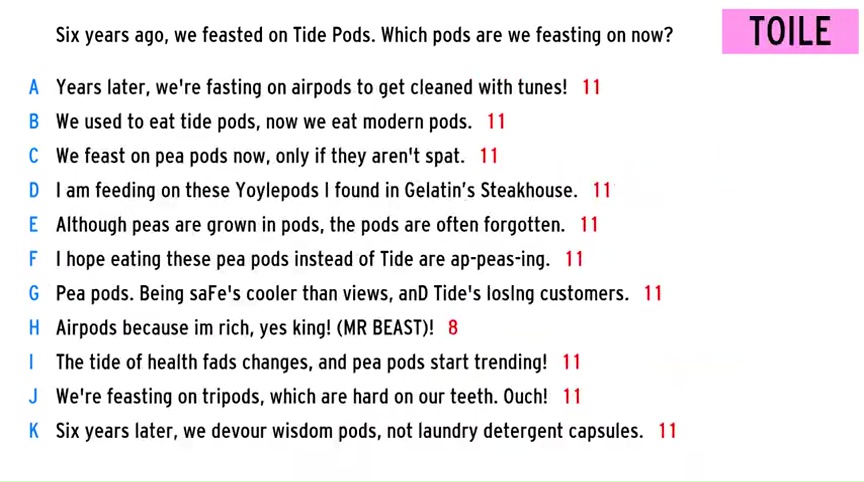 Six years ago, we feasted on Tide Pods. Which pods are we feasting on now?
TOILE
A Years later, we're fasting on airpods to get cleaned with tunes! 11
B We used to eat tide pods, now we eat modern pods. 11
C We feast on pea pods now, only if they aren't spat. 11
D I am feeding on these Yoylepods I found in Gelatin's Steakhouse. 11
E Although peas are grown in pods, the pods are often forgotten. 11
F I hope eating these pea pods instead of Tide are ap-peas-ing. 11
G Pea pods. Being saFe's cooler than views, anD Tide's losIng customers. 11
H Airpods because im rich, yes king! (MR BEAST)! 8
I The tide of health fads changes, and pea pods start trending! 11
J We're feasting on tripods, which are hard on our teeth. Ouch! 11
K Six years later, we devour wisdom pods, not laundry detergent capsules. 11